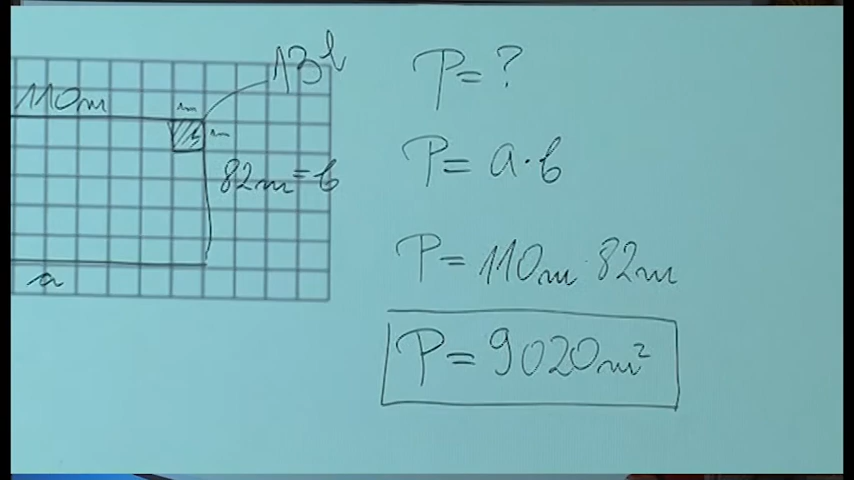 110m
1m
1m
13l
82m=b
a
P=?
P=a·b
P=110m·82m
P=9020m²